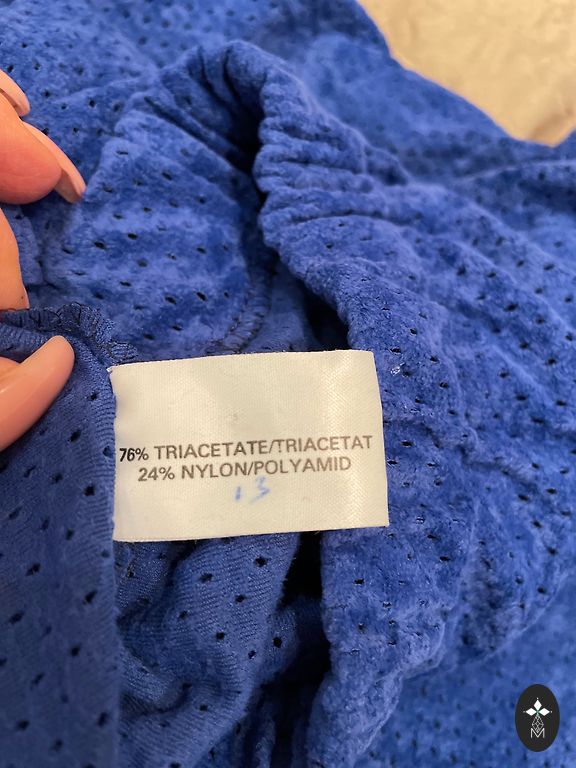 76% TRIACETATE/TRIACETAT
24% NYLON/POLYAMID
13
M